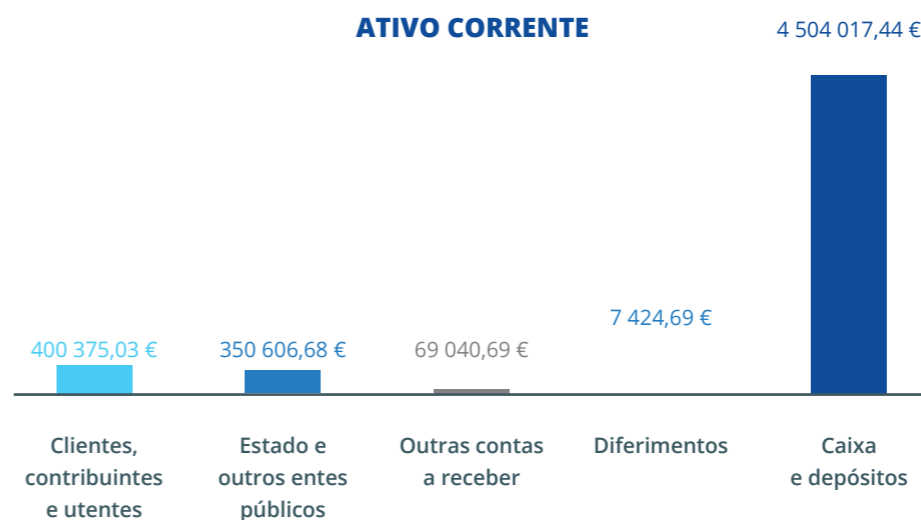 ATIVO CORRENTE
4 504 017,44 €
7 424,69 €
400 375,03 €
350 606,68 €
69 040,69 €
Clientes,
contribuintes
e utentes
Estado e
outros entes
públicos
Outras contas
a receber
Diferimentos
Caixa
e depósitos